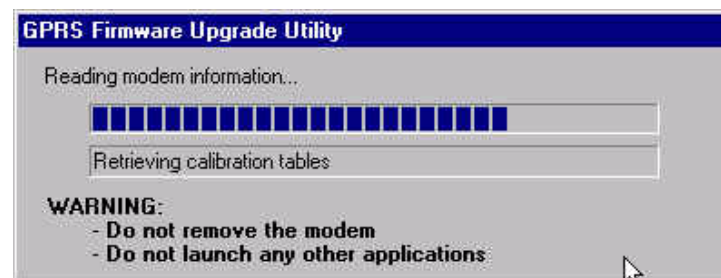 GPRS Firmware Upgrade Utility
Reading modem information...
Retrieving calibration tables
WARNING:
- Do not remove the modem
- Do not launch any other applications